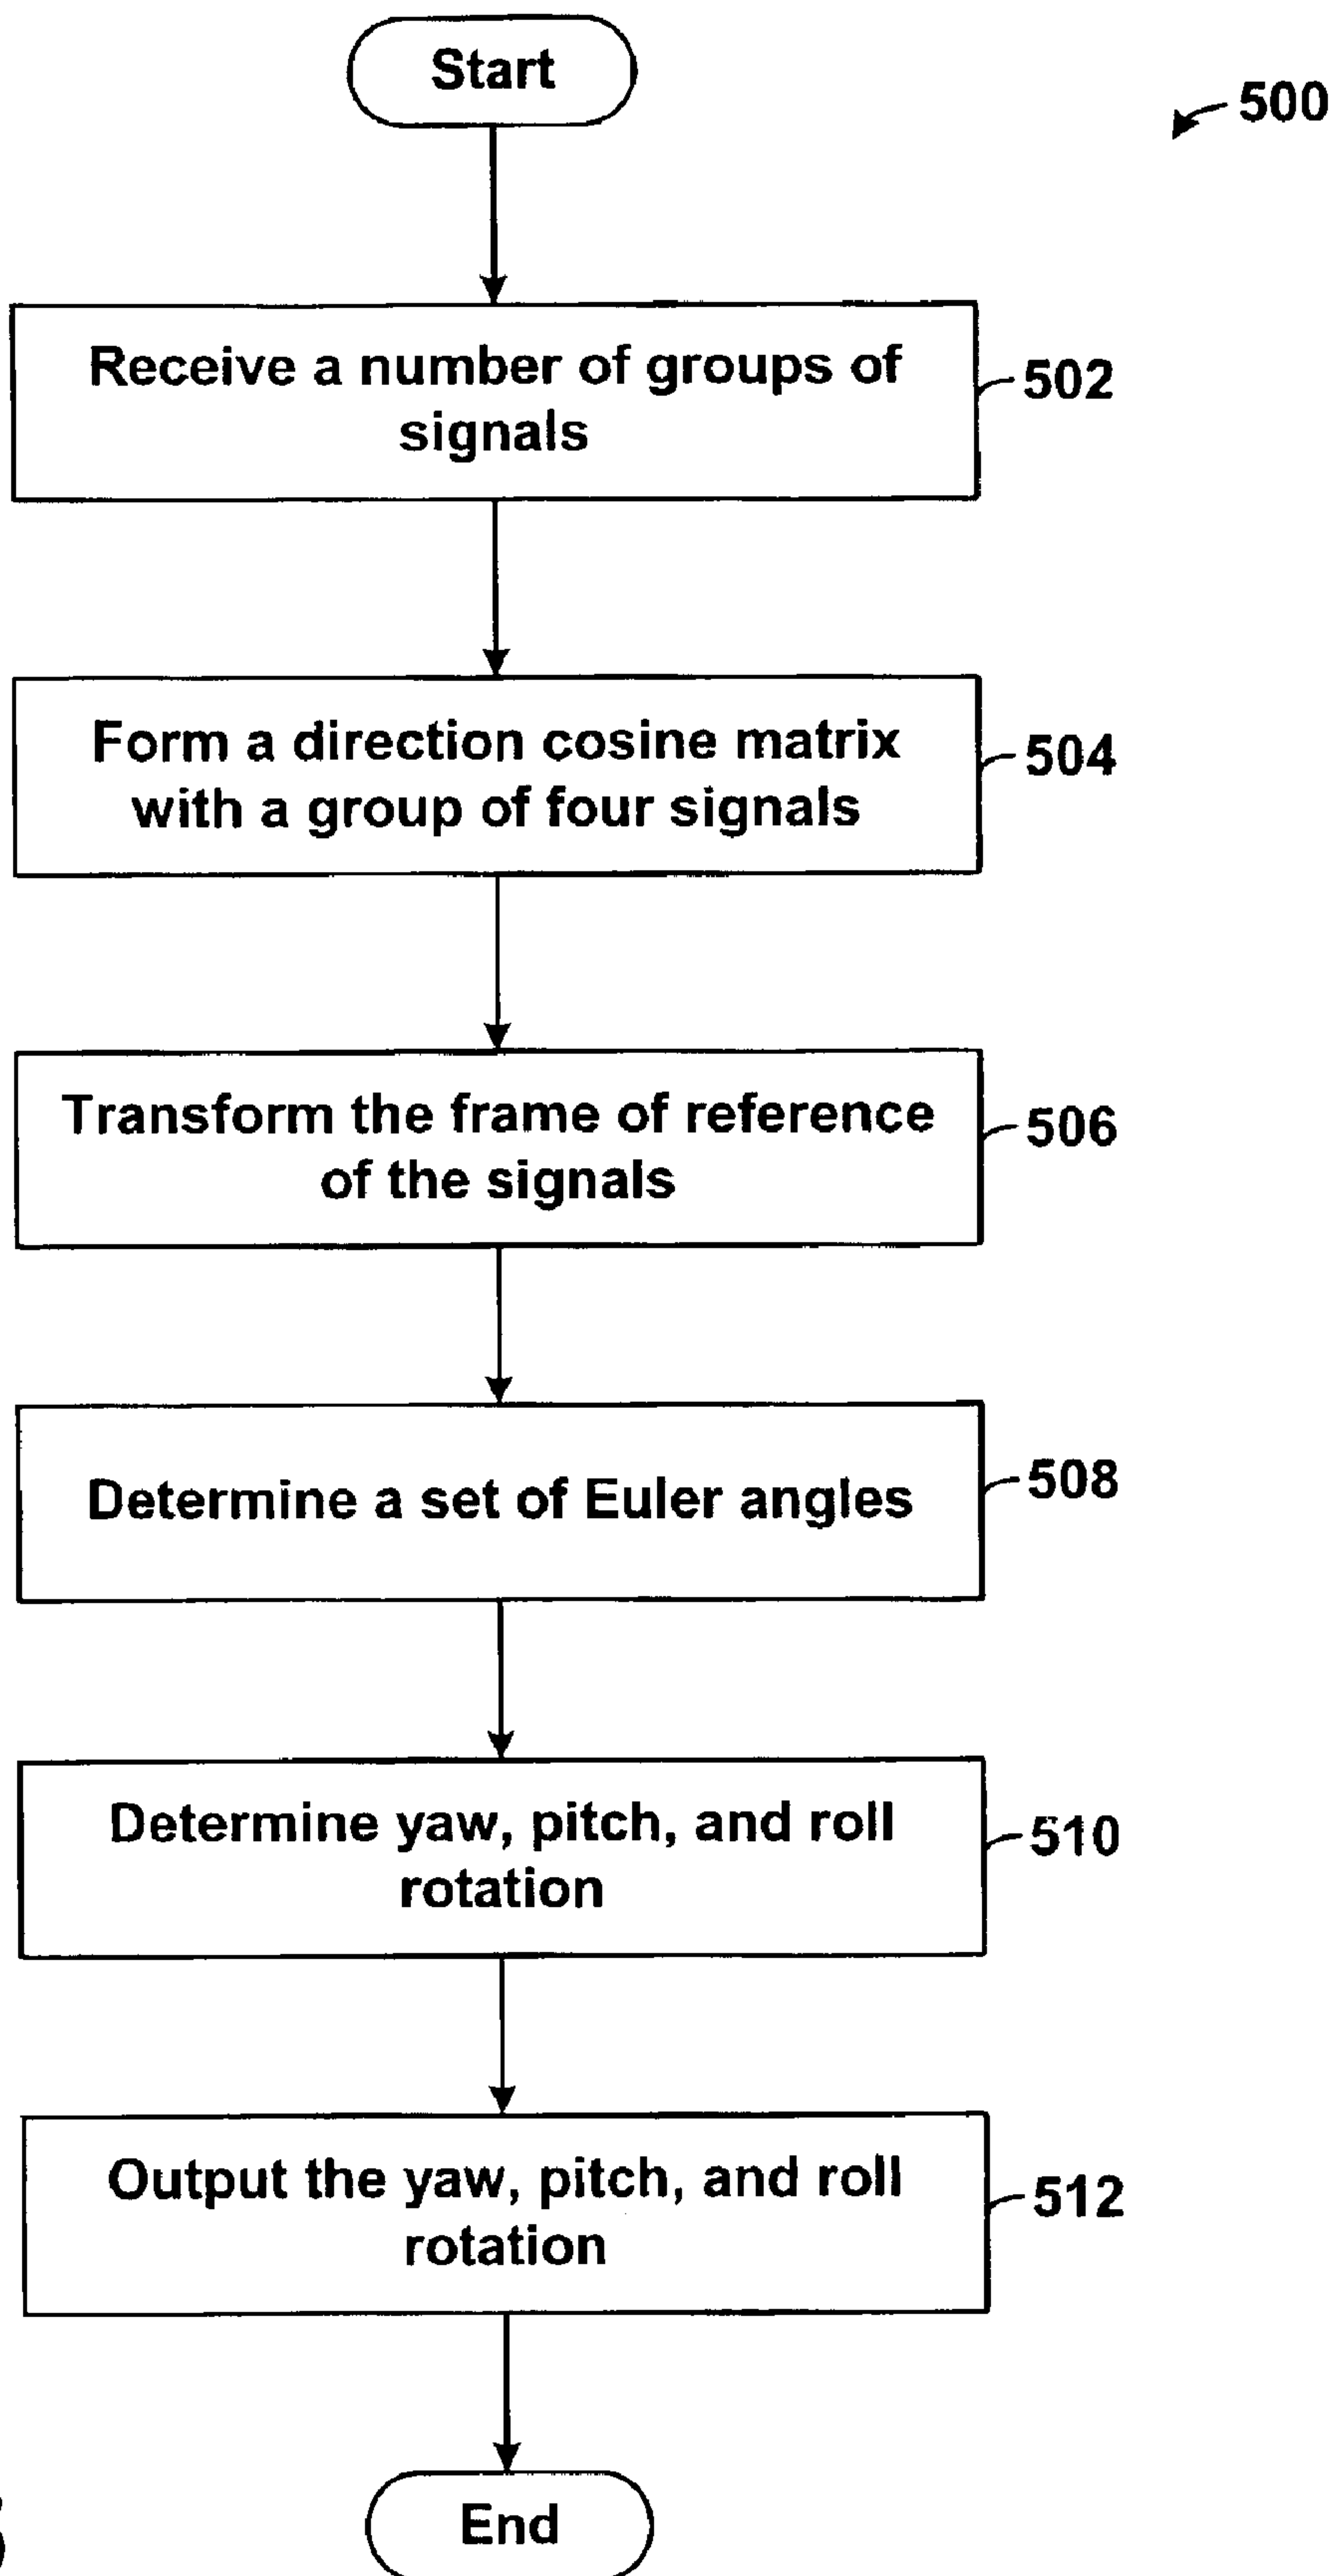 Start
500
Receive a number of groups of
signals
502
Form a direction cosine matrix
with a group of four signals
504
Transform the frame of reference
of the signals
506
Determine a set of Euler angles
508
Determine yaw, pitch, and roll
rotation
510
Output the yaw, pitch, and roll
rotation
512
End